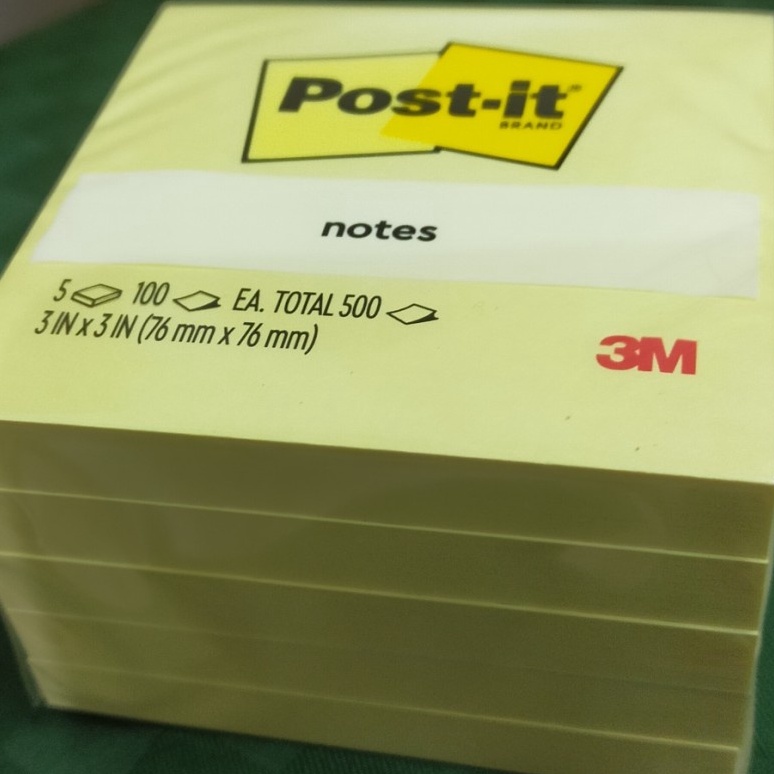 Post-it®
BRAND
notes
5 100 EA. TOTAL 500
3 IN x 3 IN (76 mm x 76 mm)
3M